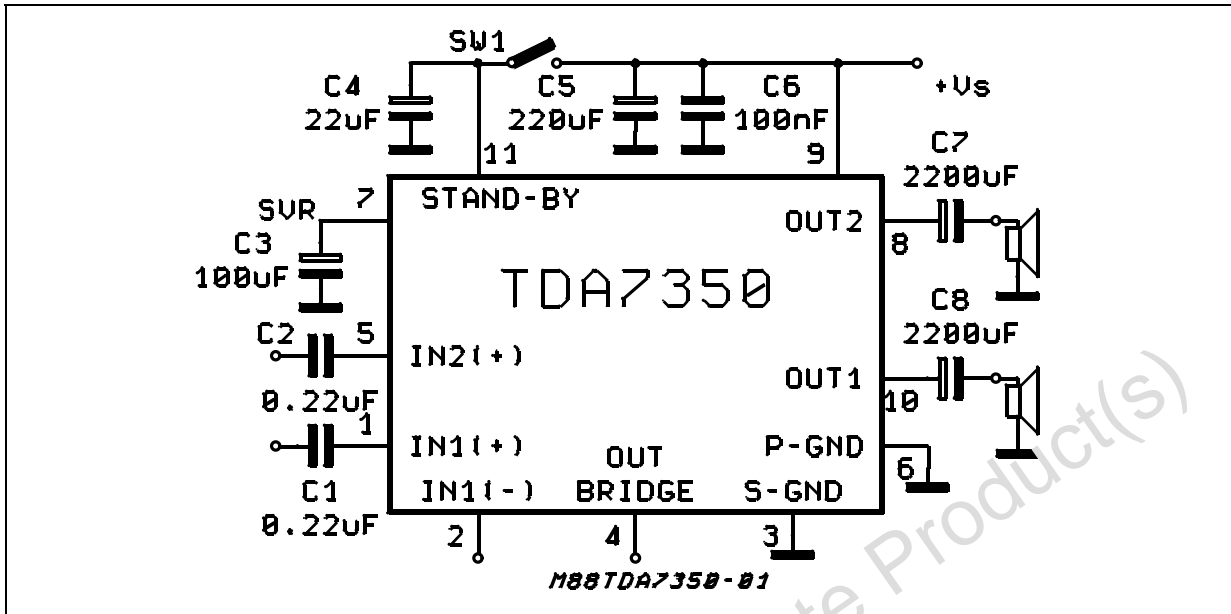 SW1
C4
22uF
C5
220uF
C6
100nF
+Vs
11
9
C7
2200uF
7
STAND-BY
SVR
OUT2
8
C3
100uF
TDA7350
C8
2200uF
C2
5
IN2(+)
0.22uF
OUT1
10
1
IN1(+)
OUT
BRIDGE
P-GND
6
C1
0.22uF
IN1(-)
S-GND
2
4
3
M88TDA7350-01
te Product(s)